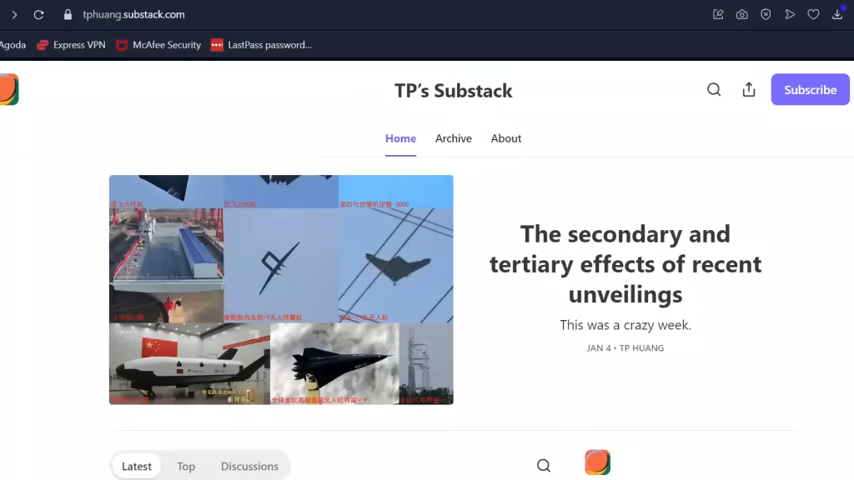 tphuang.substack.com
Agoda
Express VPN
McAfee Security
LastPass password...
TP's Substack
Subscribe
Home
Archive
About
The secondary and
tertiary effects of recent
unveilings
This was a crazy week.
JAN 4 • TP HUANG
Latest
Top
Discussions